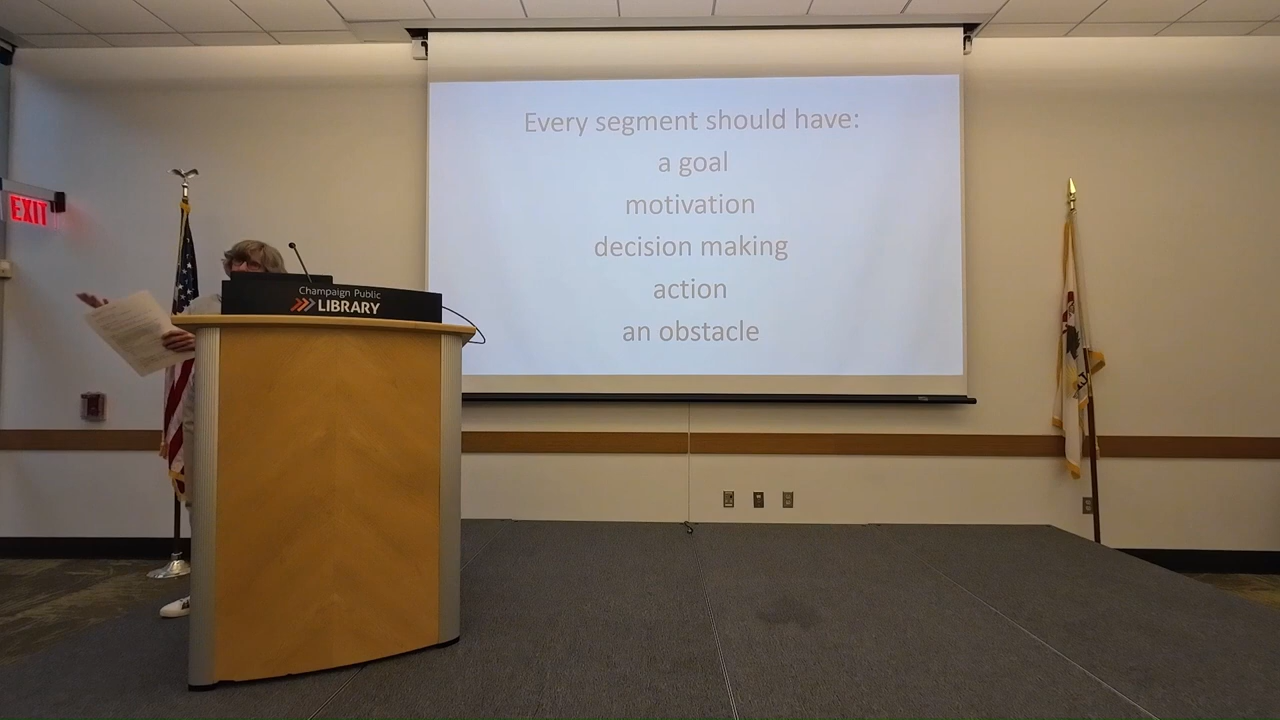 Every segment should have:
a goal
motivation
decision making
action
an obstacle
EXIT
Champaign Public
LIBRARY